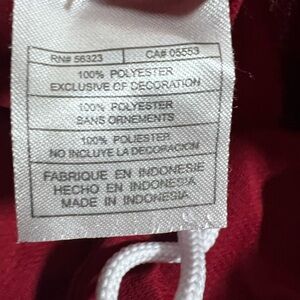 RN# 56323 CA# 05553
100% POLYESTER
EXCLUSIVE OF DECORATION
100% POLYESTER
SANS ORNEMENTS
100% POLIESTER
NO INCLUYE LA DECORACION
FABRIQUE EN INDONESIE
HECHO EN INDONESIA
MADE IN INDONESIA